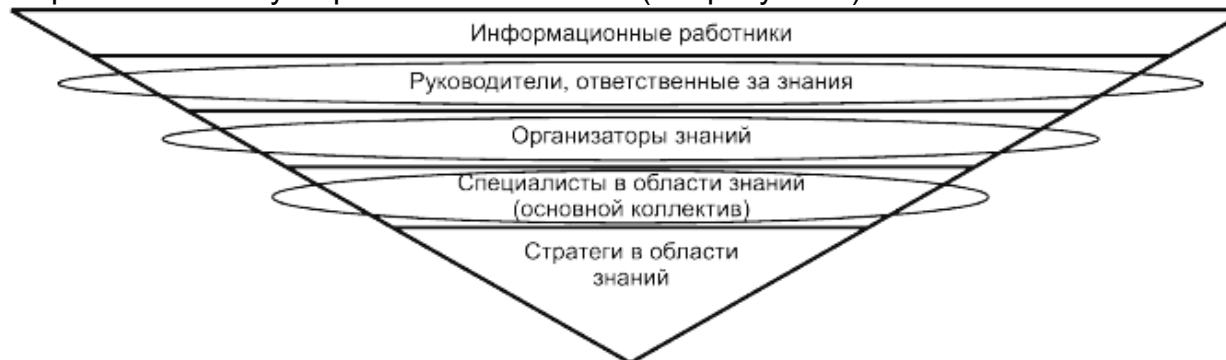 Информационные работники
Руководители, ответственные за знания
Организаторы знаний
Специалисты в области знаний
(основной коллектив)
Стратеги в области
знаний